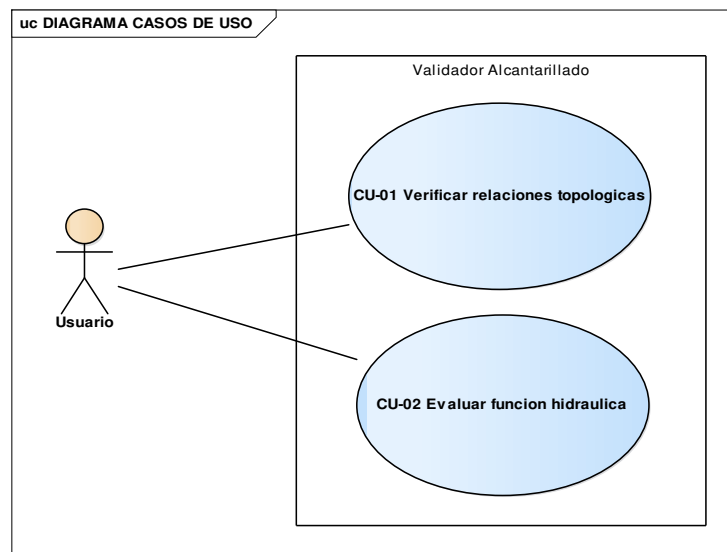 uc DIAGRAMA CASOS DE USO
Validador Alcantarillado
CU-01 Verificar relaciones topologicas
Usuario
CU-02 Evaluar funcion hidraulica